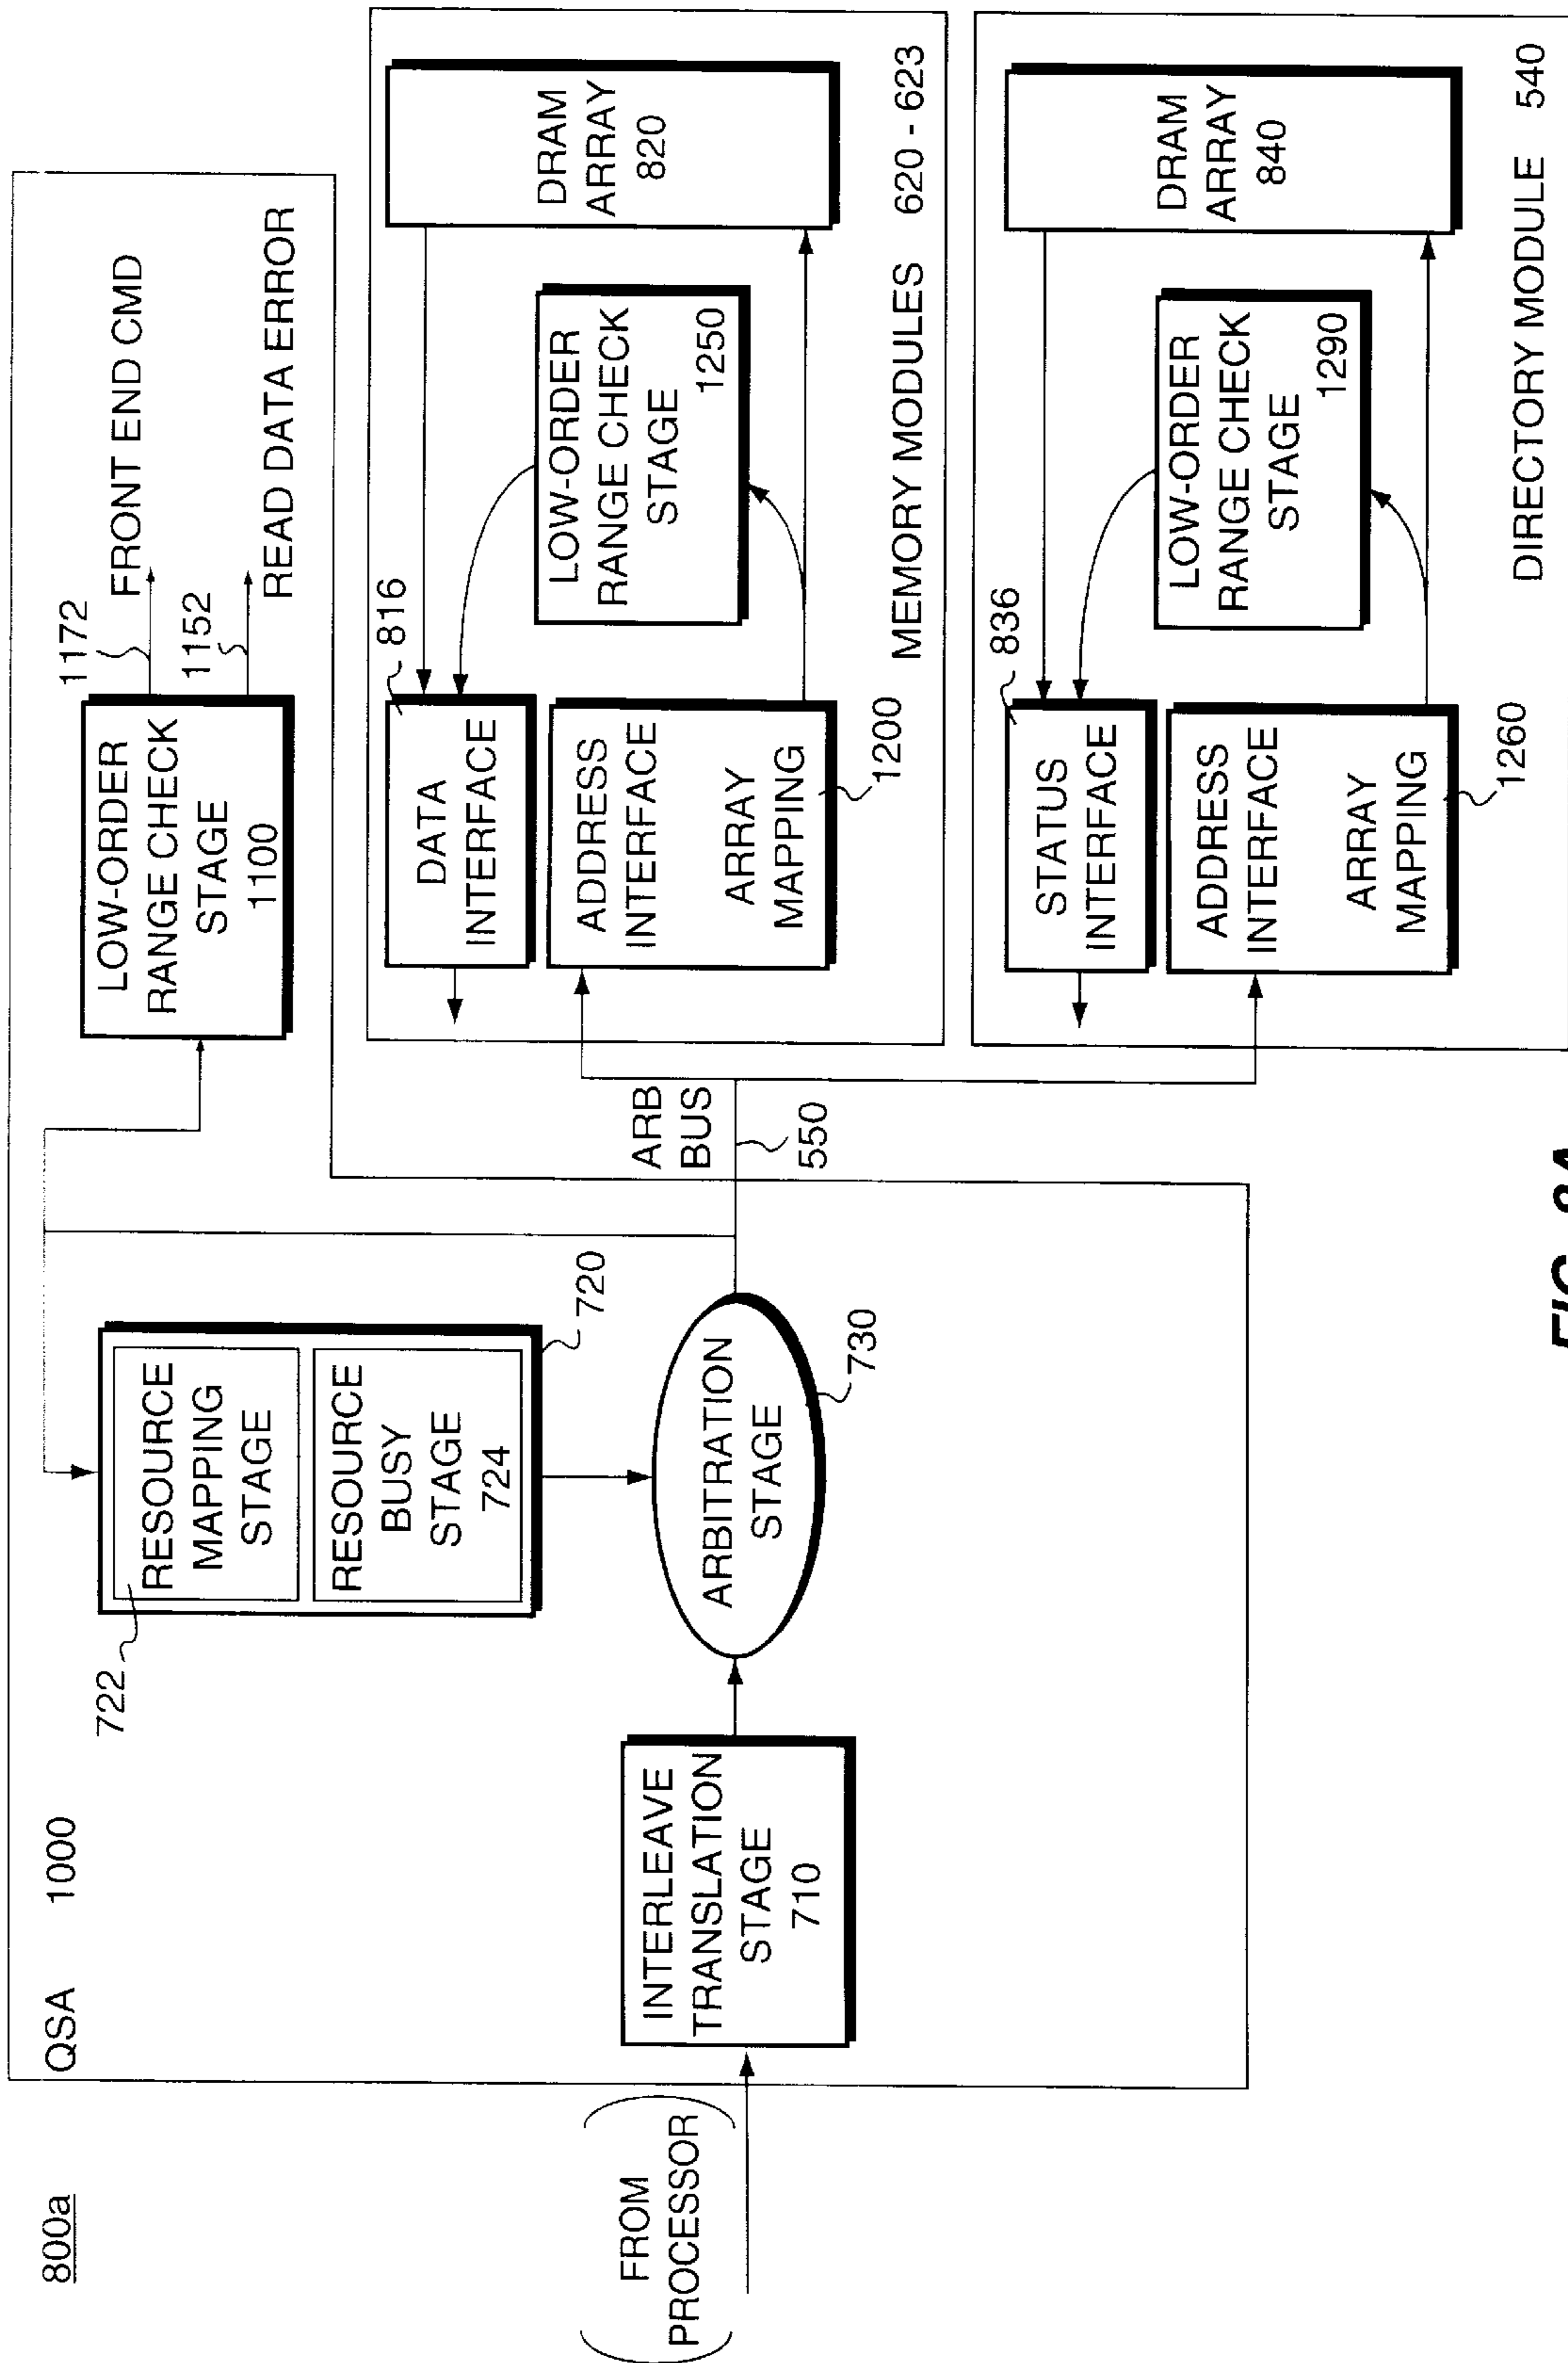 800a
QSA 1000
(FROM
PROCESSOR)
INTERLEAVE
TRANSLATION
STAGE
710
722
RESOURCE
MAPPING
STAGE
RESOURCE
BUSY
STAGE
724
720
ARBITRATION
STAGE
730
ARB
BUS
550
LOW-ORDER
RANGE CHECK
STAGE
1100
1172
FRONT END CMD
1152
READ DATA ERROR
DATA
INTERFACE
816
ADDRESS
INTERFACE
ARRAY
MAPPING
1200
LOW-ORDER
RANGE CHECK
STAGE
1250
DRAM
ARRAY
820
MEMORY MODULES 620 - 623
STATUS
INTERFACE
836
ADDRESS
INTERFACE
ARRAY
MAPPING
1260
LOW-ORDER
RANGE CHECK
STAGE
1290
DRAM
ARRAY
840
DIRECTORY MODULE 540
FIG. 8A